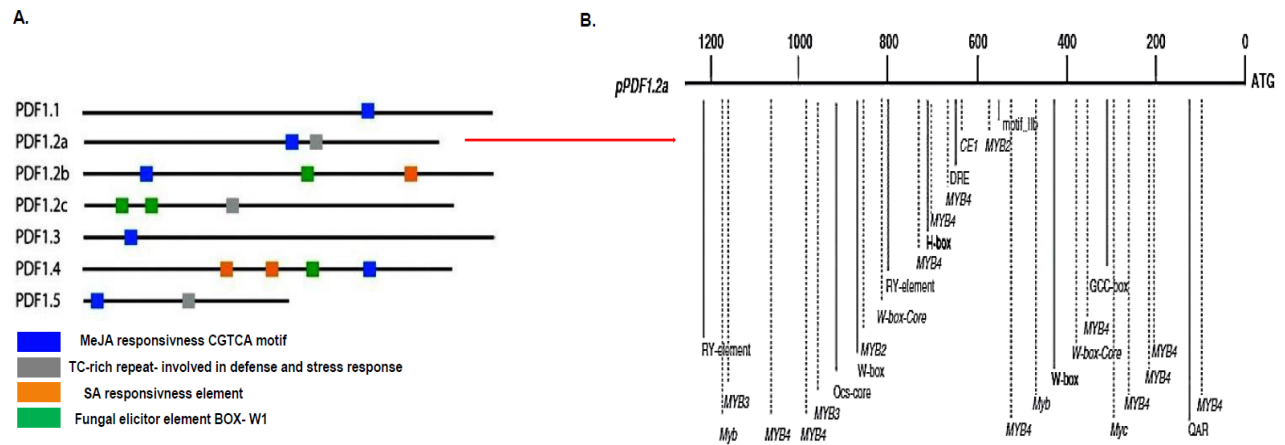 A.
PDF1.1
PDF1.2a
PDF1.2b
PDF1.2c
PDF1.3
PDF1.4
PDF1.5
MeJA responsivness CGTCA motif
TC-rich repeat- involved in defense and stress response
SA responsivness element
Fungal elicitor element BOX- W1
B.
1200 1000 800 600 400 200 0
pPDF1.2a ATG
motif_IIb
CE1 MYB2
DRE
MYB4
MYB4
H-box
MYB4
RY-element GCC-box
W-box-Core
MYB4
RY-element MYB2 W-box-Core MYB4
W-box W-box MYB4
Ocs-core
MYB3 MYB3 Myb MYB4 MYB4
Myb MYB4 MYB4 MYB4 Myc QAR